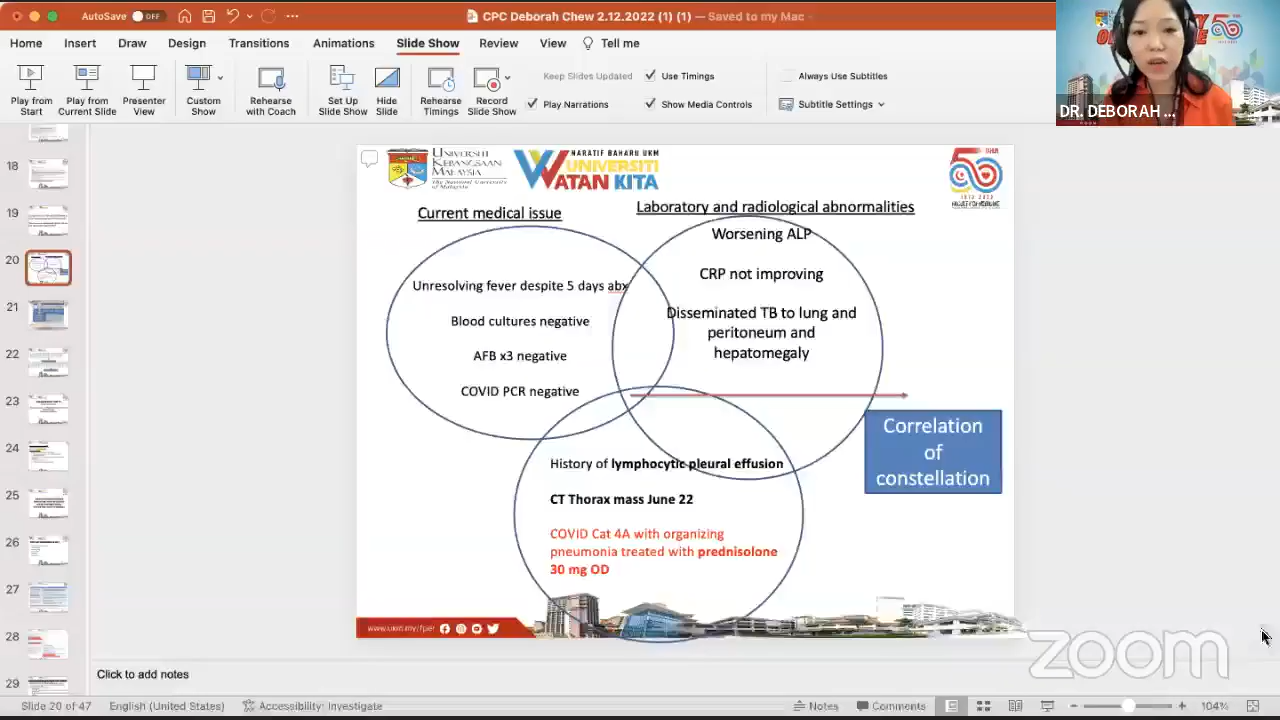 AutoSave OFF
CPC Deborah Chew 2.12.2022 (1) (1) — Saved to my Mac
Home Insert Draw Design Transitions Animations Slide Show Review View Tell me
Play from Start
Play from Current Slide
Presenter View
Custom Show
Rehearse with Coach
Set Up Slide Show
Hide Slide
Rehearse Timings
Record Slide Show
Keep Slides Updated
Use Timings
Play Narrations
Show Media Controls
Always Use Subtitles
Subtitle Settings
DR. DEBORAH ...
18
19
20
21
22
24
25
26
27
28
UNIVERSITI
KEBANGSAAN
MALAYSIA
The National University
of Malaysia
NARATIF BAHARU UKM
UNIVERSITI
WATAN KITA
50 TAHUN
Current medical issue
Laboratory and radiological abnormalities
Unresolving fever despite 5 days abx
Blood cultures negative
AFB x3 negative
COVID PCR negative
Worsening ALP
CRP not improving
Disseminated TB to lung and
peritoneum and
hepatomegaly
History of lymphocytic pleural effusion
CT Thorax mass June 22
COVID Cat 4A with organizing
pneumonia treated with prednisolone
30 mg OD
Correlation
of
constellation
zoom
Click to add notes
Slide 20 of 47 English (United States) Accessibility: Investigate Notes Comments 104%